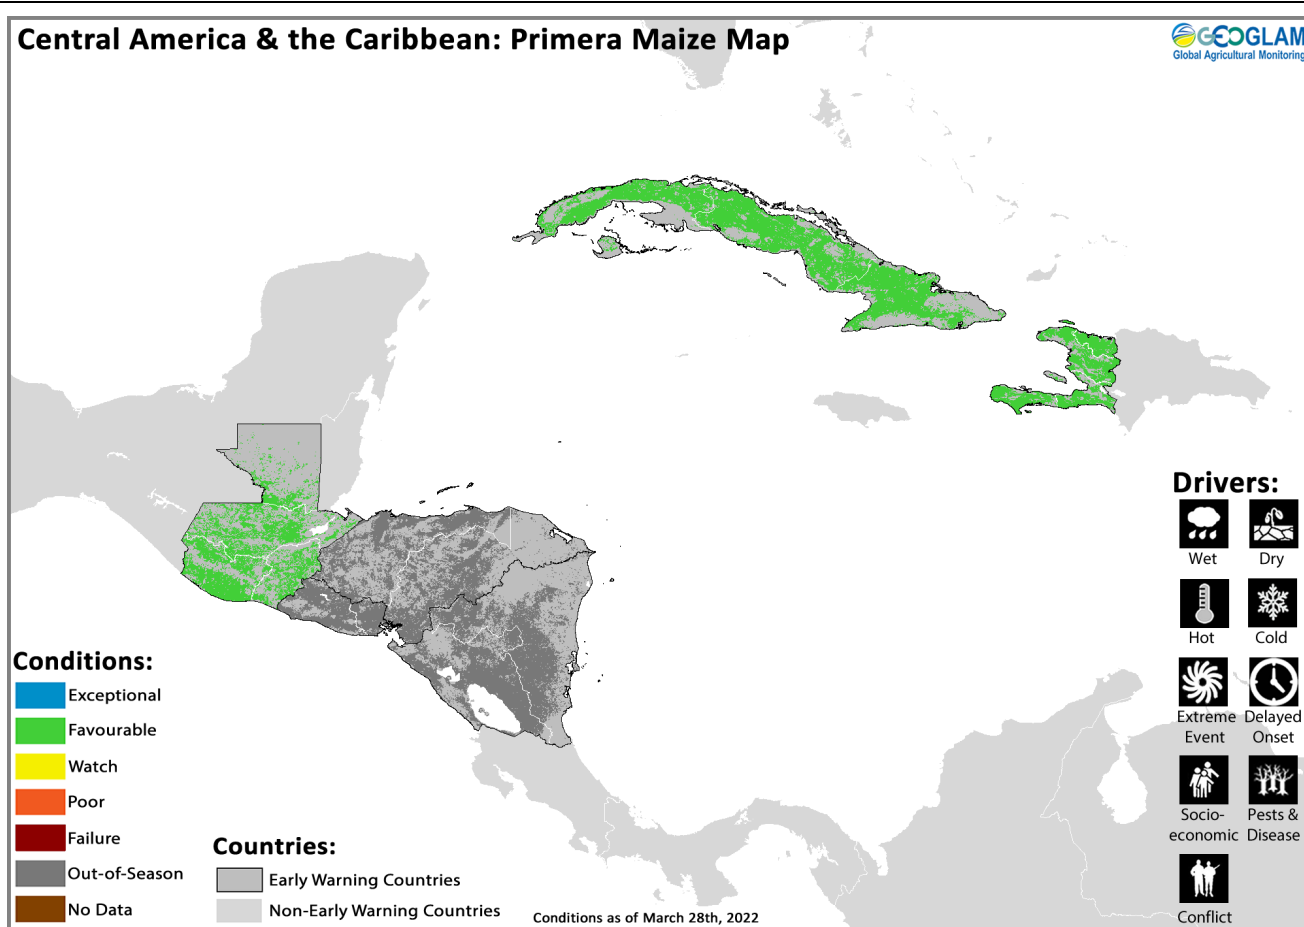 Central America & the Caribbean: Primera Maize Map
GEOGLAM
Global Agricultural Monitoring
Drivers:
Wet
Dry
Hot
Cold
Extreme
Event
Delayed
Onset
Socio-
economic
Pests &
Disease
Conflict
Conditions:
Exceptional
Favourable
Watch
Poor
Failure
Out-of-Season
No Data
Countries:
Early Warning Countries
Non-Early Warning Countries
Conditions as of March 28th, 2022